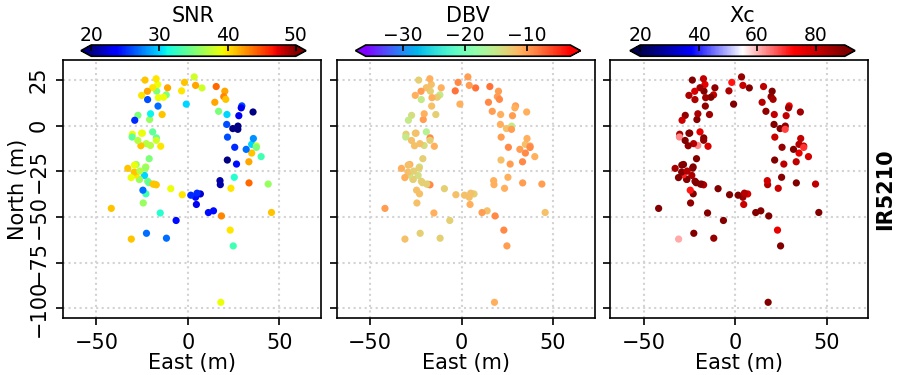 SNR DBV Xc
20 30 40 50 −30 −20 −10 20 40 60 80
25
0
−25
−50
−75
−100
North (m)
IR5210
−50 0 50 −50 0 50 −50 0 50
East (m) East (m) East (m)